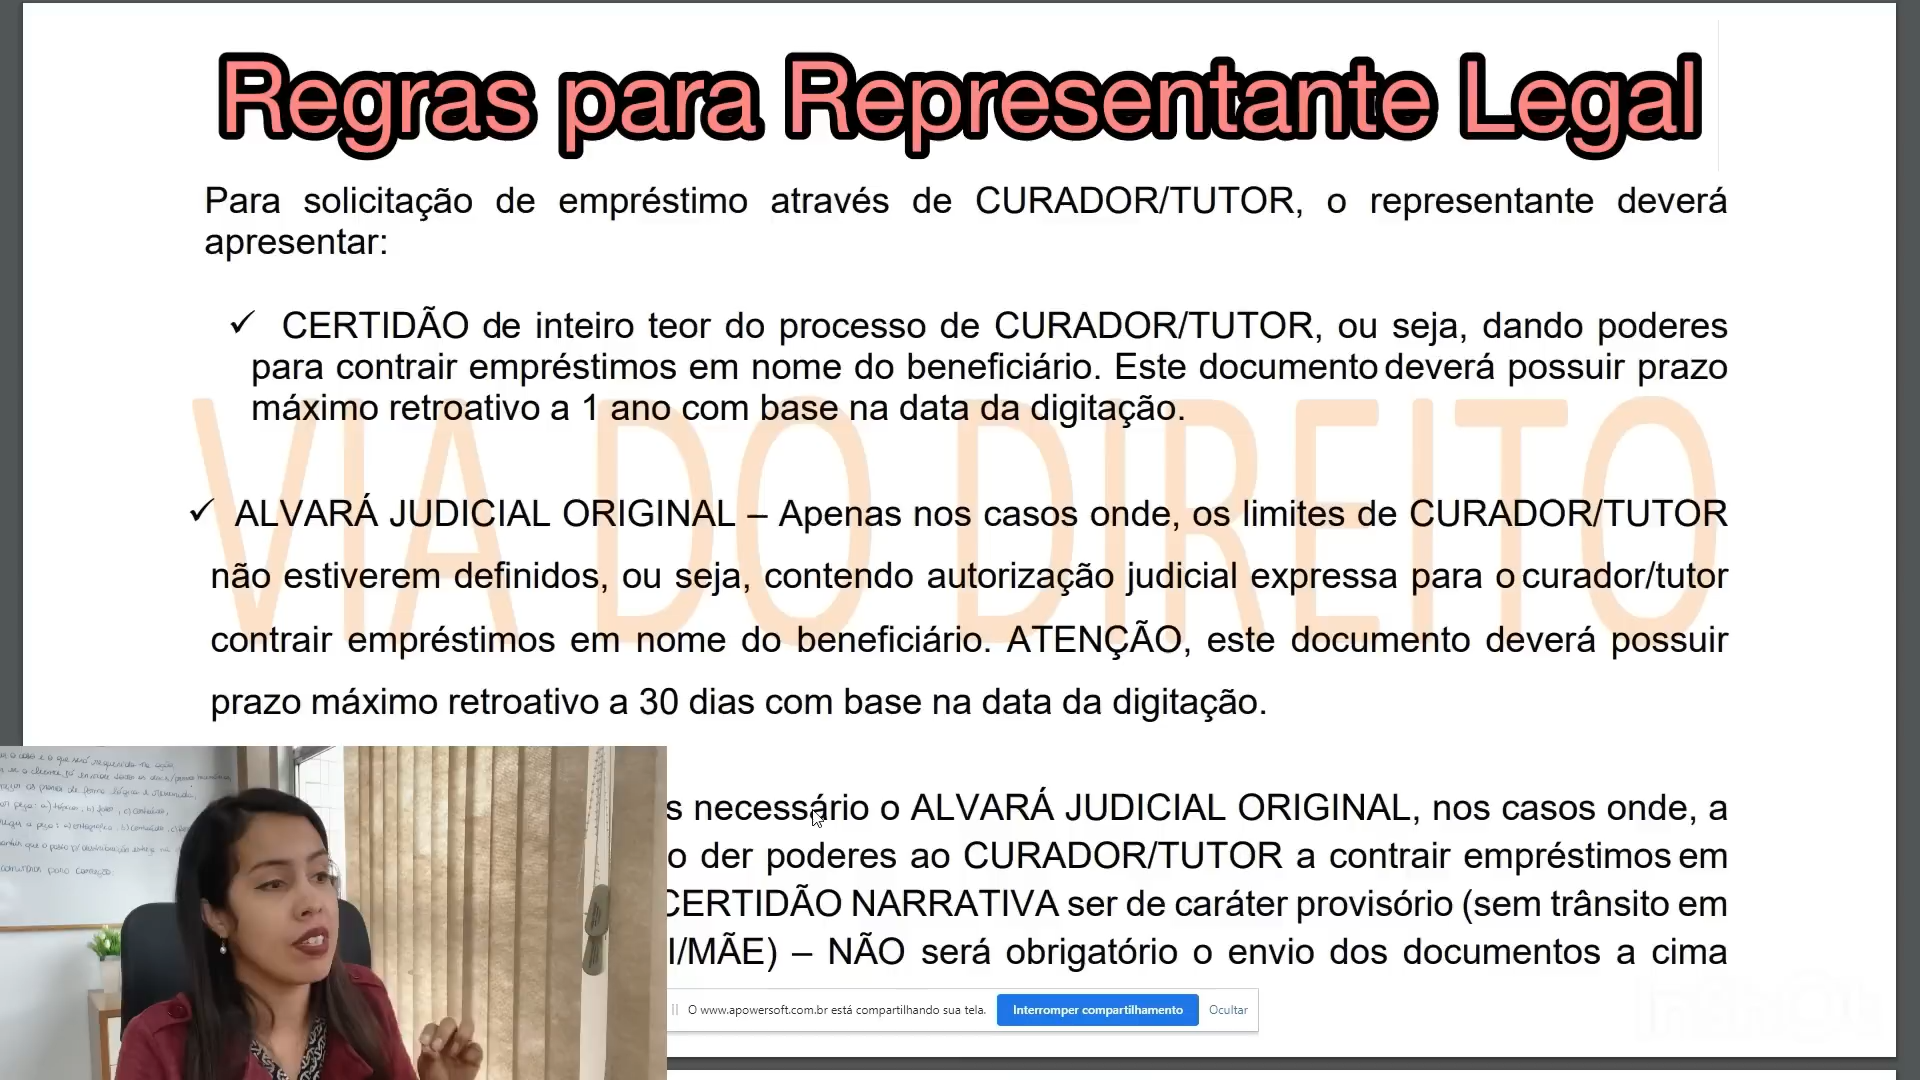 Regras para Representante Legal
Para solicitação de empréstimo através de CURADOR/TUTOR, o representante deverá
apresentar:
✓ CERTIDÃO de inteiro teor do processo de CURADOR/TUTOR, ou seja, dando poderes
para contrair empréstimos em nome do beneficiário. Este documento deverá possuir prazo
máximo retroativo a 1 ano com base na data da digitação.
VIA DO DIREITO
✓ ALVARÁ JUDICIAL ORIGINAL – Apenas nos casos onde, os limites de CURADOR/TUTOR
não estiverem definidos, ou seja, contendo autorização judicial expressa para o curador/tutor
contrair empréstimos em nome do beneficiário. ATENÇÃO, este documento deverá possuir
prazo máximo retroativo a 30 dias com base na data da digitação.
s necessário o ALVARÁ JUDICIAL ORIGINAL, nos casos onde, a
o der poderes ao CURADOR/TUTOR a contrair empréstimos em
CERTIDÃO NARRATIVA ser de caráter provisório (sem trânsito em
I/MÃE) – NÃO será obrigatório o envio dos documentos a cima
O www.apowersoft.com.br está compartilhando sua tela.
Interromper compartilhamento
Ocultar